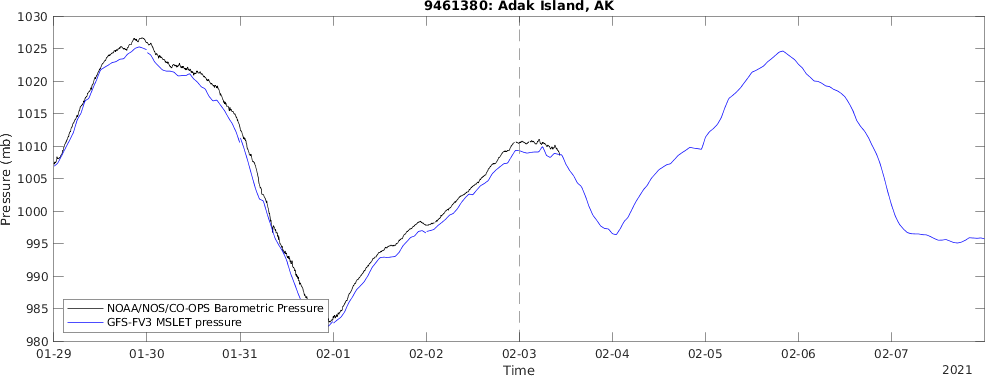 9461380: Adak Island, AK
Pressure (mb)
1030
1025
1020
1015
1010
1005
1000
995
990
985
980
NOAA/NOS/CO-OPS Barometric Pressure
GFS-FV3 MSLET pressure
01-29 01-30 01-31 02-01 02-02 02-03 02-04 02-05 02-06 02-07
Time
2021